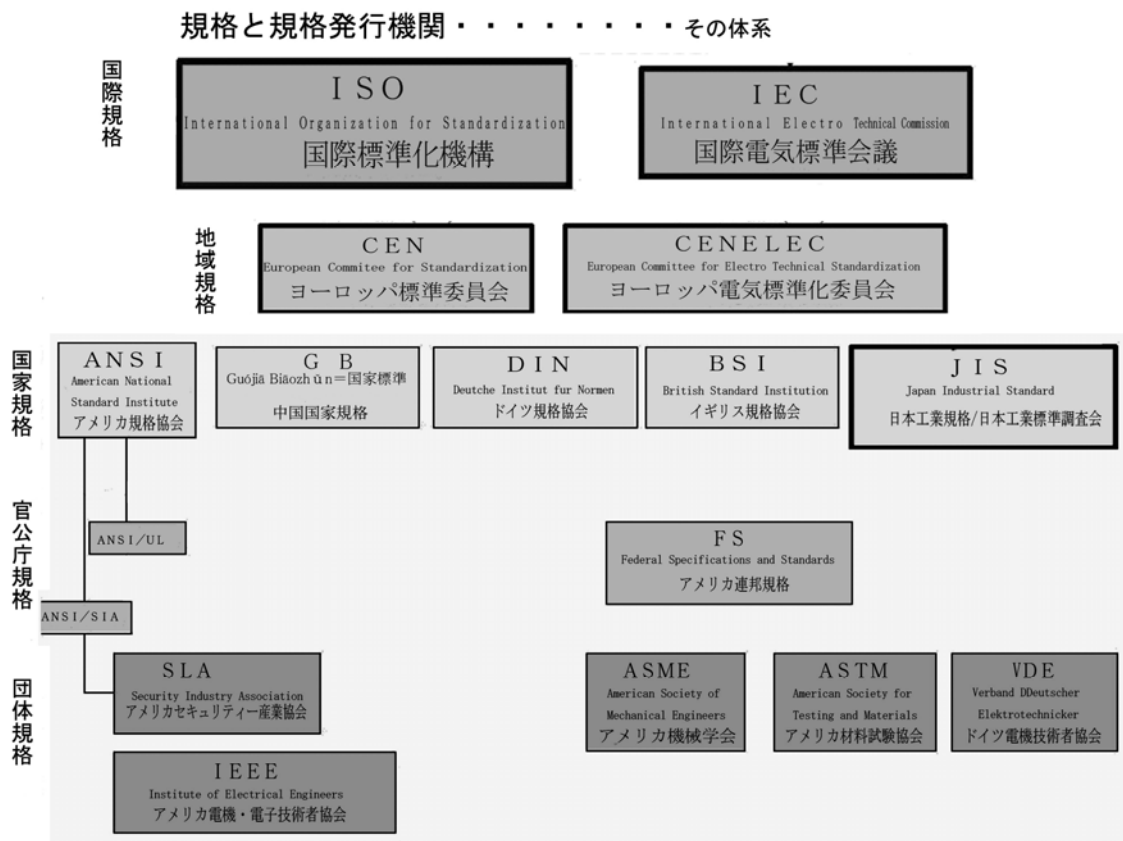 規格と規格発行機関・・・・・・・・その体系
国際規格
ISO
International Organization for Standardization
国際標準化機構
IEC
International Electro Technical Commission
国際電気標準会議
地域規格
CEN
European Commitee for Standardization
ヨーロッパ標準委員会
CENELEC
European Committee for Electro Technical Standardization
ヨーロッパ電気標準化委員会
国家規格
ANSI
American National
Standard Institute
アメリカ規格協会
GB
Guójiā Biāozhǔn=国家標準
中国国家規格
DIN
Deutche Institut fur Normen
ドイツ規格協会
BSI
British Standard Institution
イギリス規格協会
JIS
Japan Industrial Standard
日本工業規格/日本工業標準調査会
官公庁規格
ANSI/UL
FS
Federal Specifications and Standards
アメリカ連邦規格
ANSI/SIA
団体規格
SLA
Security Industry Association
アメリカセキュリティー産業協会
ASME
American Society of
Mechanical Engineers
アメリカ機械学会
ASTM
American Society for
Testing and Materials
アメリカ材料試験協会
VDE
Verband DDeutscher
Elektrotechnicker
ドイツ電機技術者協会
IEEE
Institute of Electrical Engineers
アメリカ電機・電子技術者協会